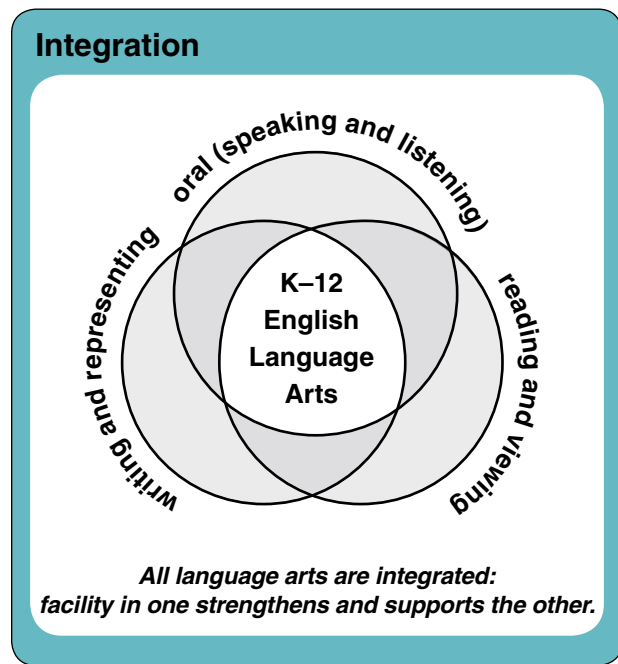 Integration
oral (speaking and listening)
writing and representing
reading and viewing
K–12
English
Language
Arts
All language arts are integrated:
facility in one strengthens and supports the other.